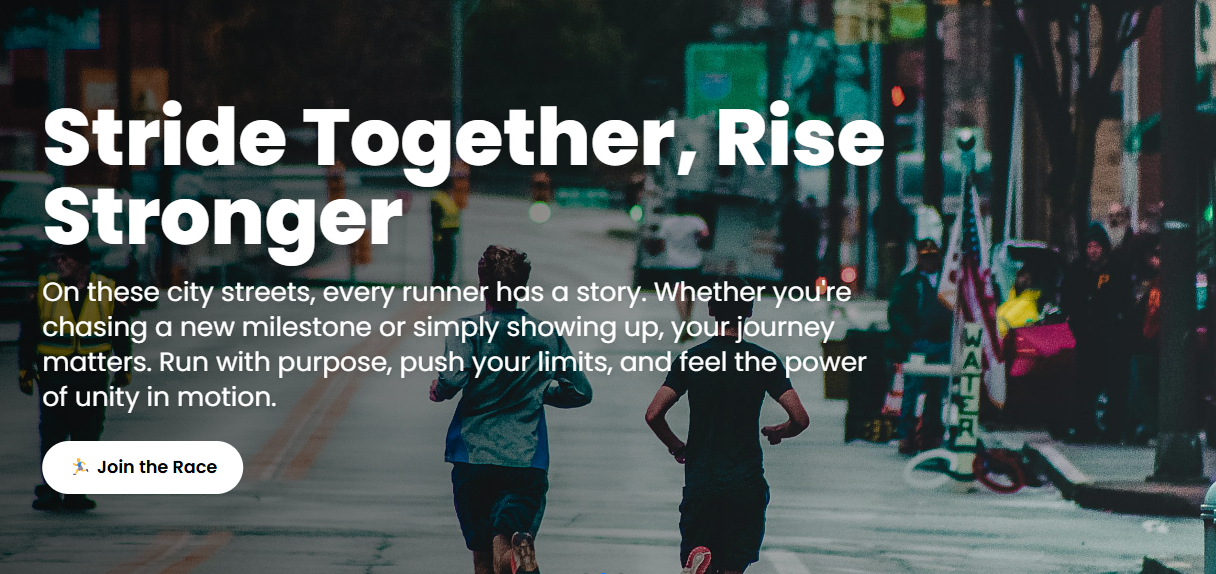 Stride Together, Rise
Stronger
On these city streets, every runner has a story. Whether you're
chasing a new milestone or simply showing up, your journey
matters. Run with purpose, push your limits, and feel the power
of unity in motion.
🏃‍♂️ Join the Race
WATER